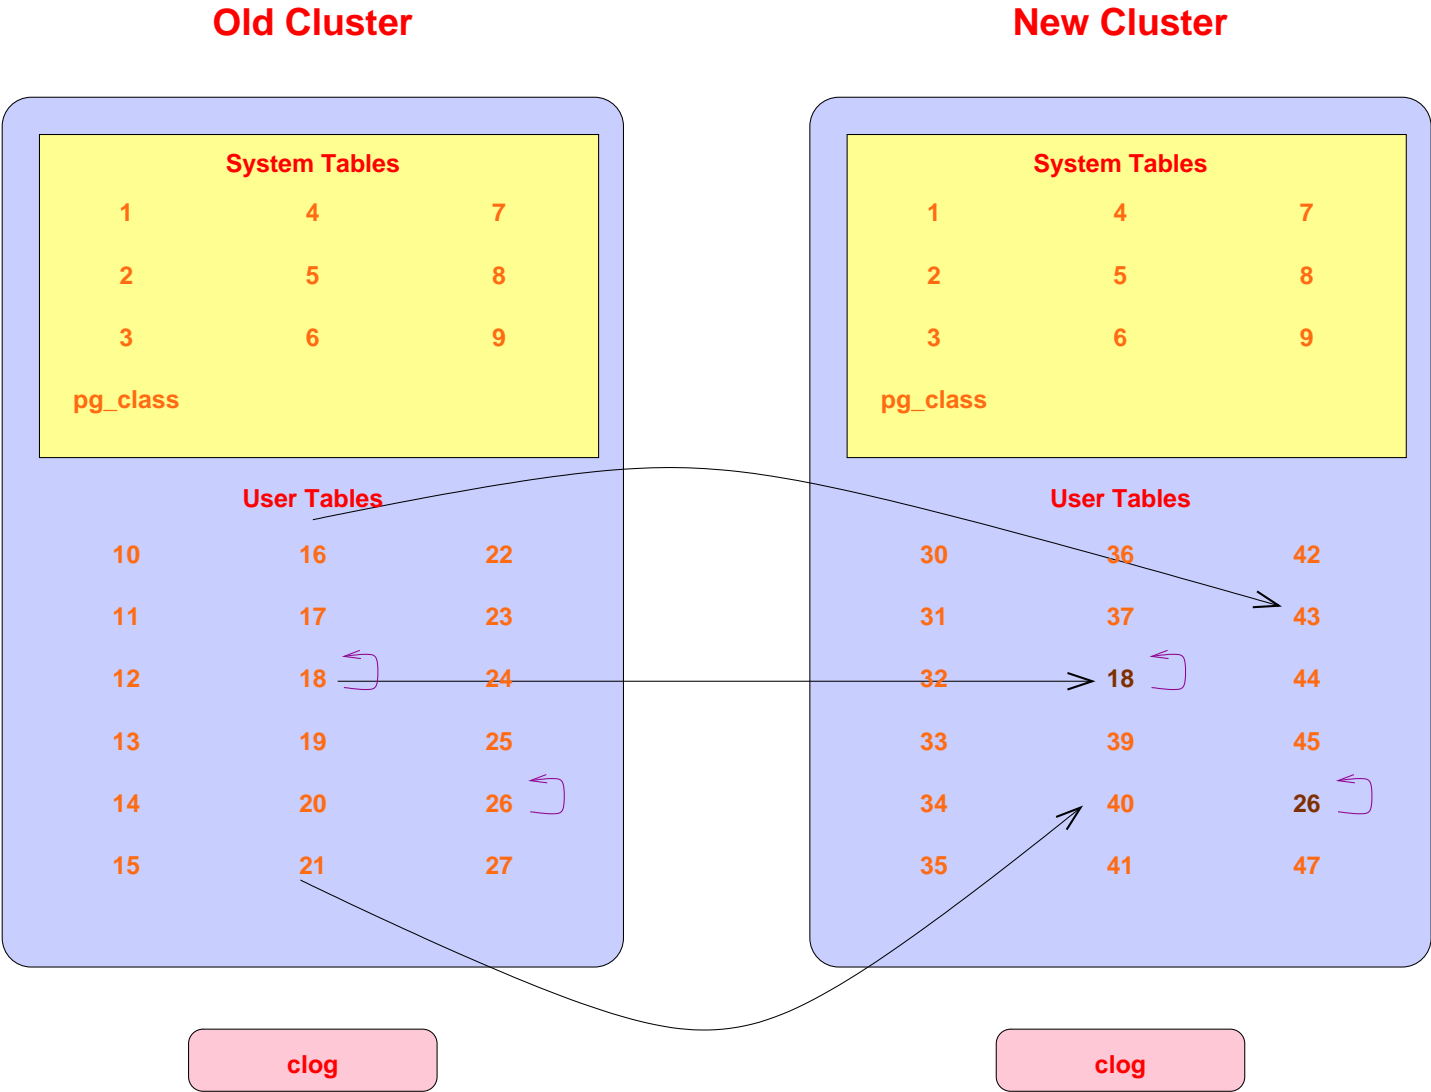 Old Cluster
New Cluster
System Tables
1 4 7
2 5 8
3 6 9
pg_class
User Tables
10 16 22
11 17 23
12 18 24
13 19 25
14 20 26
15 21 27
clog
System Tables
1 4 7
2 5 8
3 6 9
pg_class
User Tables
30 36 42
31 37 43
32 18 44
33 39 45
34 40 26
35 41 47
clog